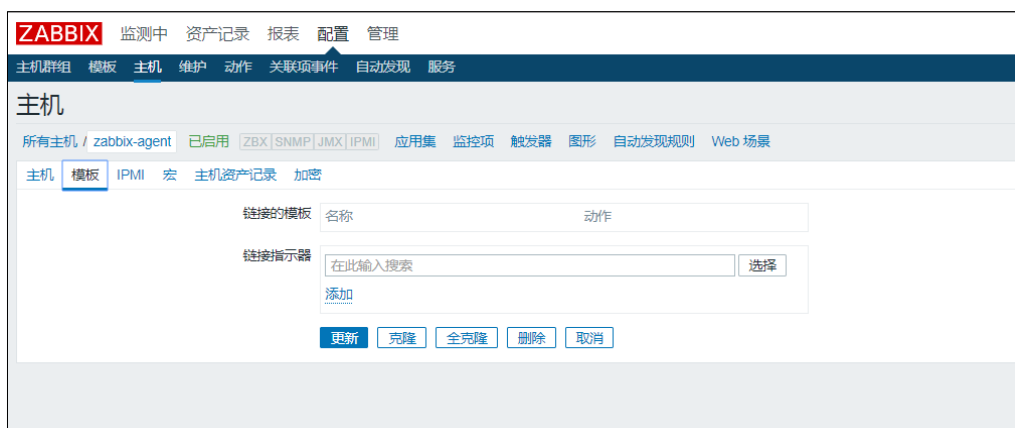 ZABBIX 监测中 资产记录 报表 配置 管理
主机群组 模板 主机 维护 动作 关联项事件 自动发现 服务
主机
所有主机 / zabbix-agent 已启用 ZBX SNMP JMX IPMI 应用集 监控项 触发器 图形 自动发现规则 Web 场景
主机 模板 IPMI 宏 主机资产记录 加密
链接的模板 名称 动作
链接指示器 在此输入搜索 选择
添加
更新 克隆 全克隆 删除 取消